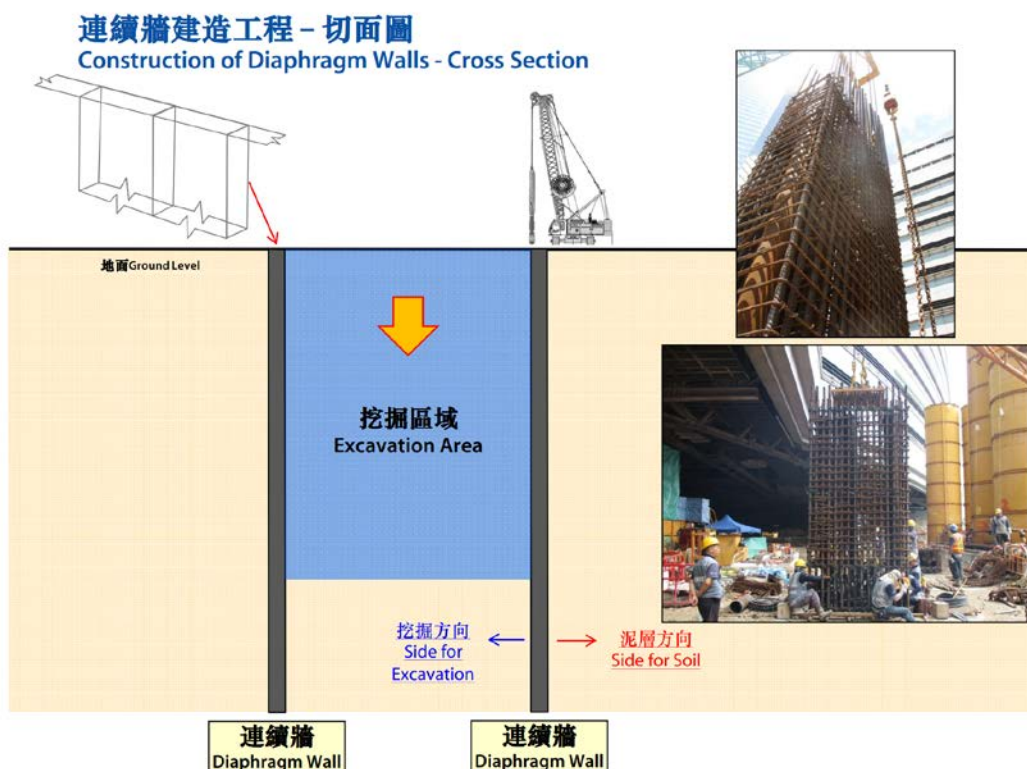 連續牆建造工程 – 切面圖
Construction of Diaphragm Walls - Cross Section
地面Ground Level
挖掘區域
Excavation Area
挖掘方向
Side for
Excavation
泥層方向
Side for Soil
連續牆
Diaphragm Wall
連續牆
Diaphragm Wall